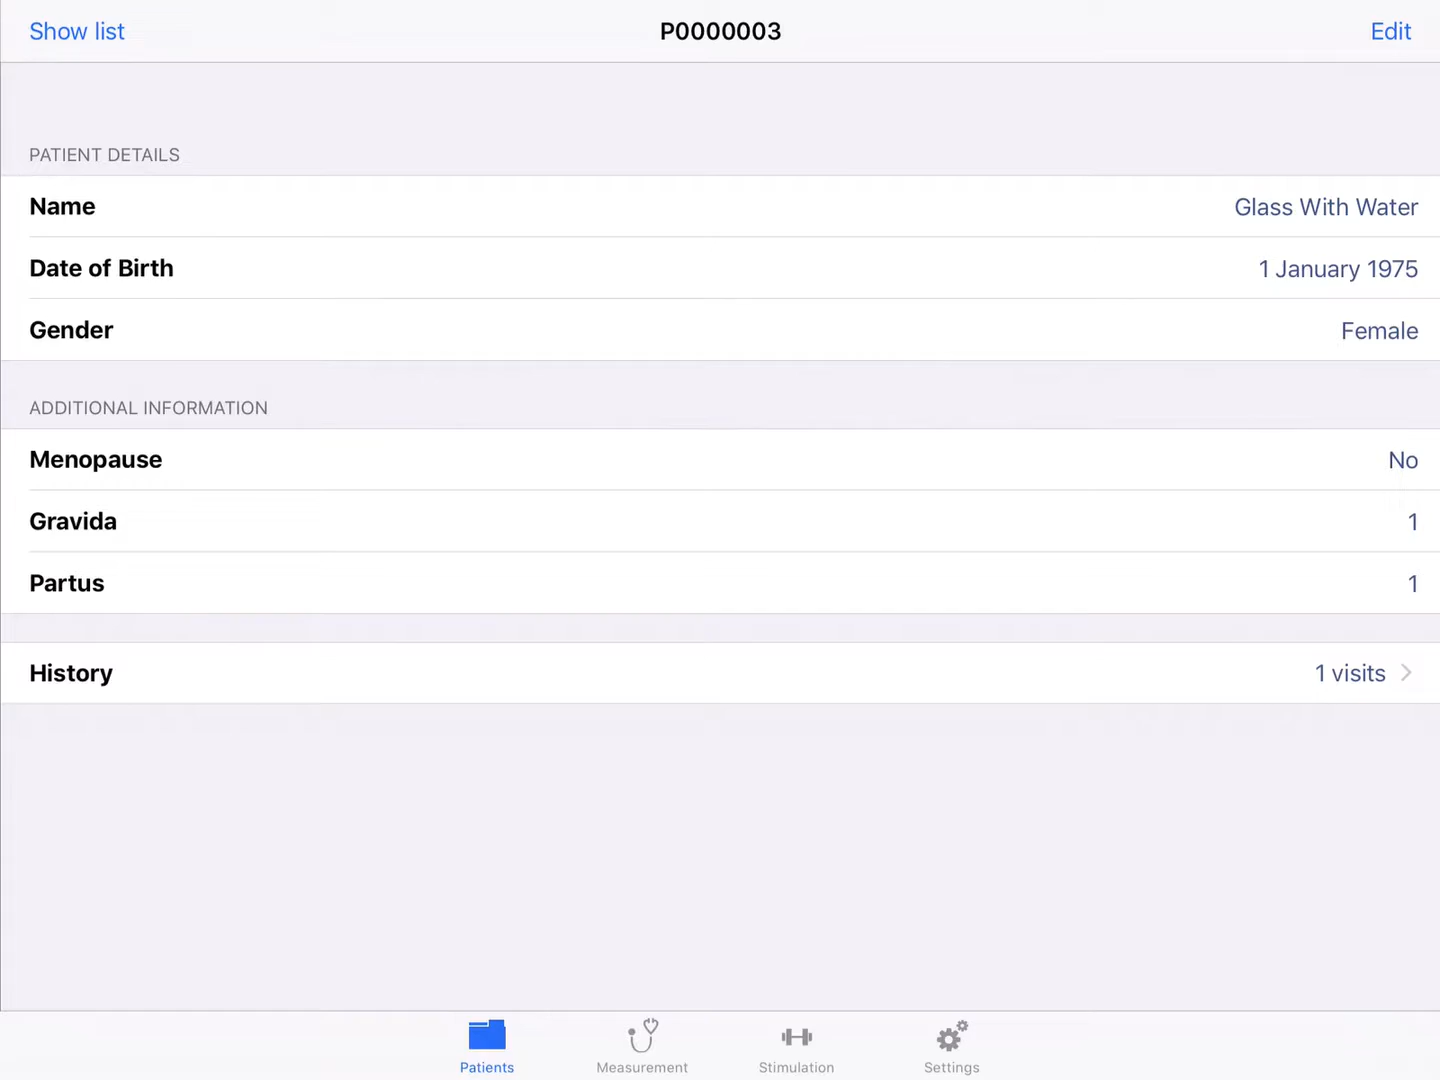 Show list P0000003 Edit
PATIENT DETAILS
Name Glass With Water
Date of Birth 1 January 1975
Gender Female
ADDITIONAL INFORMATION
Menopause No
Gravida 1
Partus 1
History 1 visits
Patients Measurement Stimulation Settings